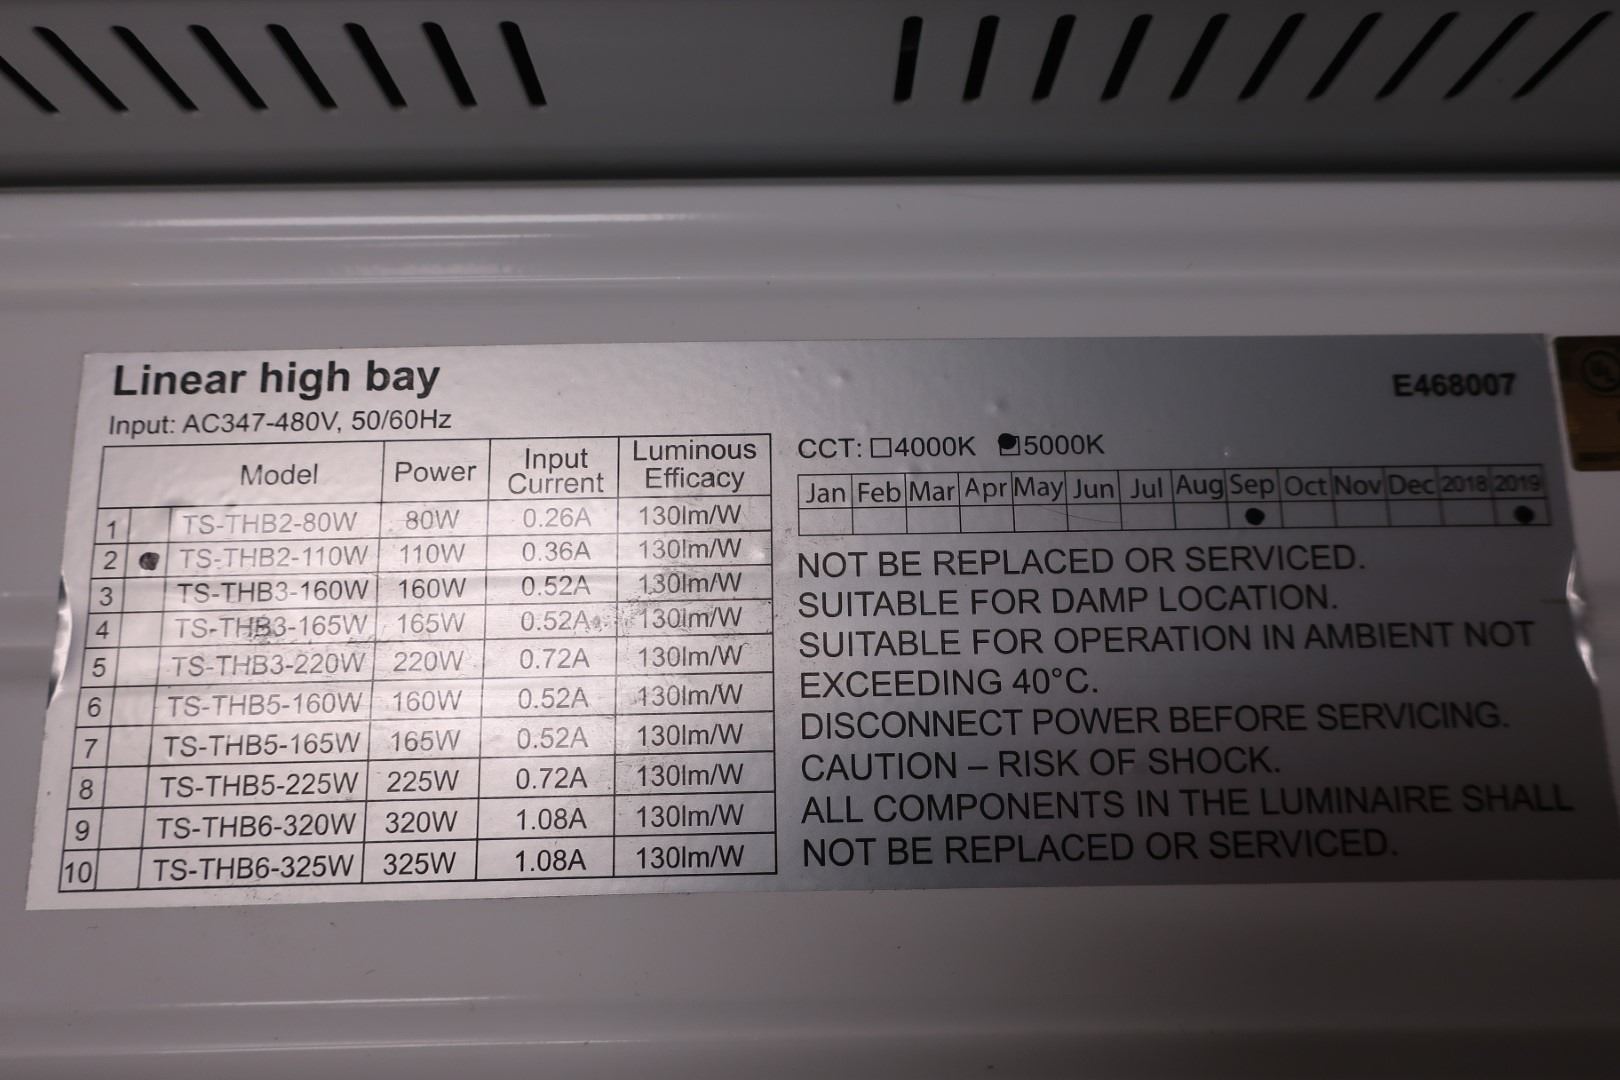 Linear high bay
E468007
Input: AC347-480V, 50/60Hz
Model Power Input Current Luminous Efficacy
1 TS-THB2-80W 80W 0.26A 130lm/W
2 TS-THB2-110W 110W 0.36A 130lm/W
3 TS-THB3-160W 160W 0.52A 130lm/W
4 TS-THB3-165W 165W 0.52A 130lm/W
5 TS-THB3-220W 220W 0.72A 130lm/W
6 TS-THB5-160W 160W 0.52A 130lm/W
7 TS-THB5-165W 165W 0.52A 130lm/W
8 TS-THB5-225W 225W 0.72A 130lm/W
9 TS-THB6-320W 320W 1.08A 130lm/W
10 TS-THB6-325W 325W 1.08A 130lm/W
CCT: 4000K 5000K
Jan Feb Mar Apr May Jun Jul Aug Sep Oct Nov Dec 2018 2019
NOT BE REPLACED OR SERVICED.
SUITABLE FOR DAMP LOCATION.
SUITABLE FOR OPERATION IN AMBIENT NOT
EXCEEDING 40°C.
DISCONNECT POWER BEFORE SERVICING.
CAUTION – RISK OF SHOCK.
ALL COMPONENTS IN THE LUMINAIRE SHALL
NOT BE REPLACED OR SERVICED.